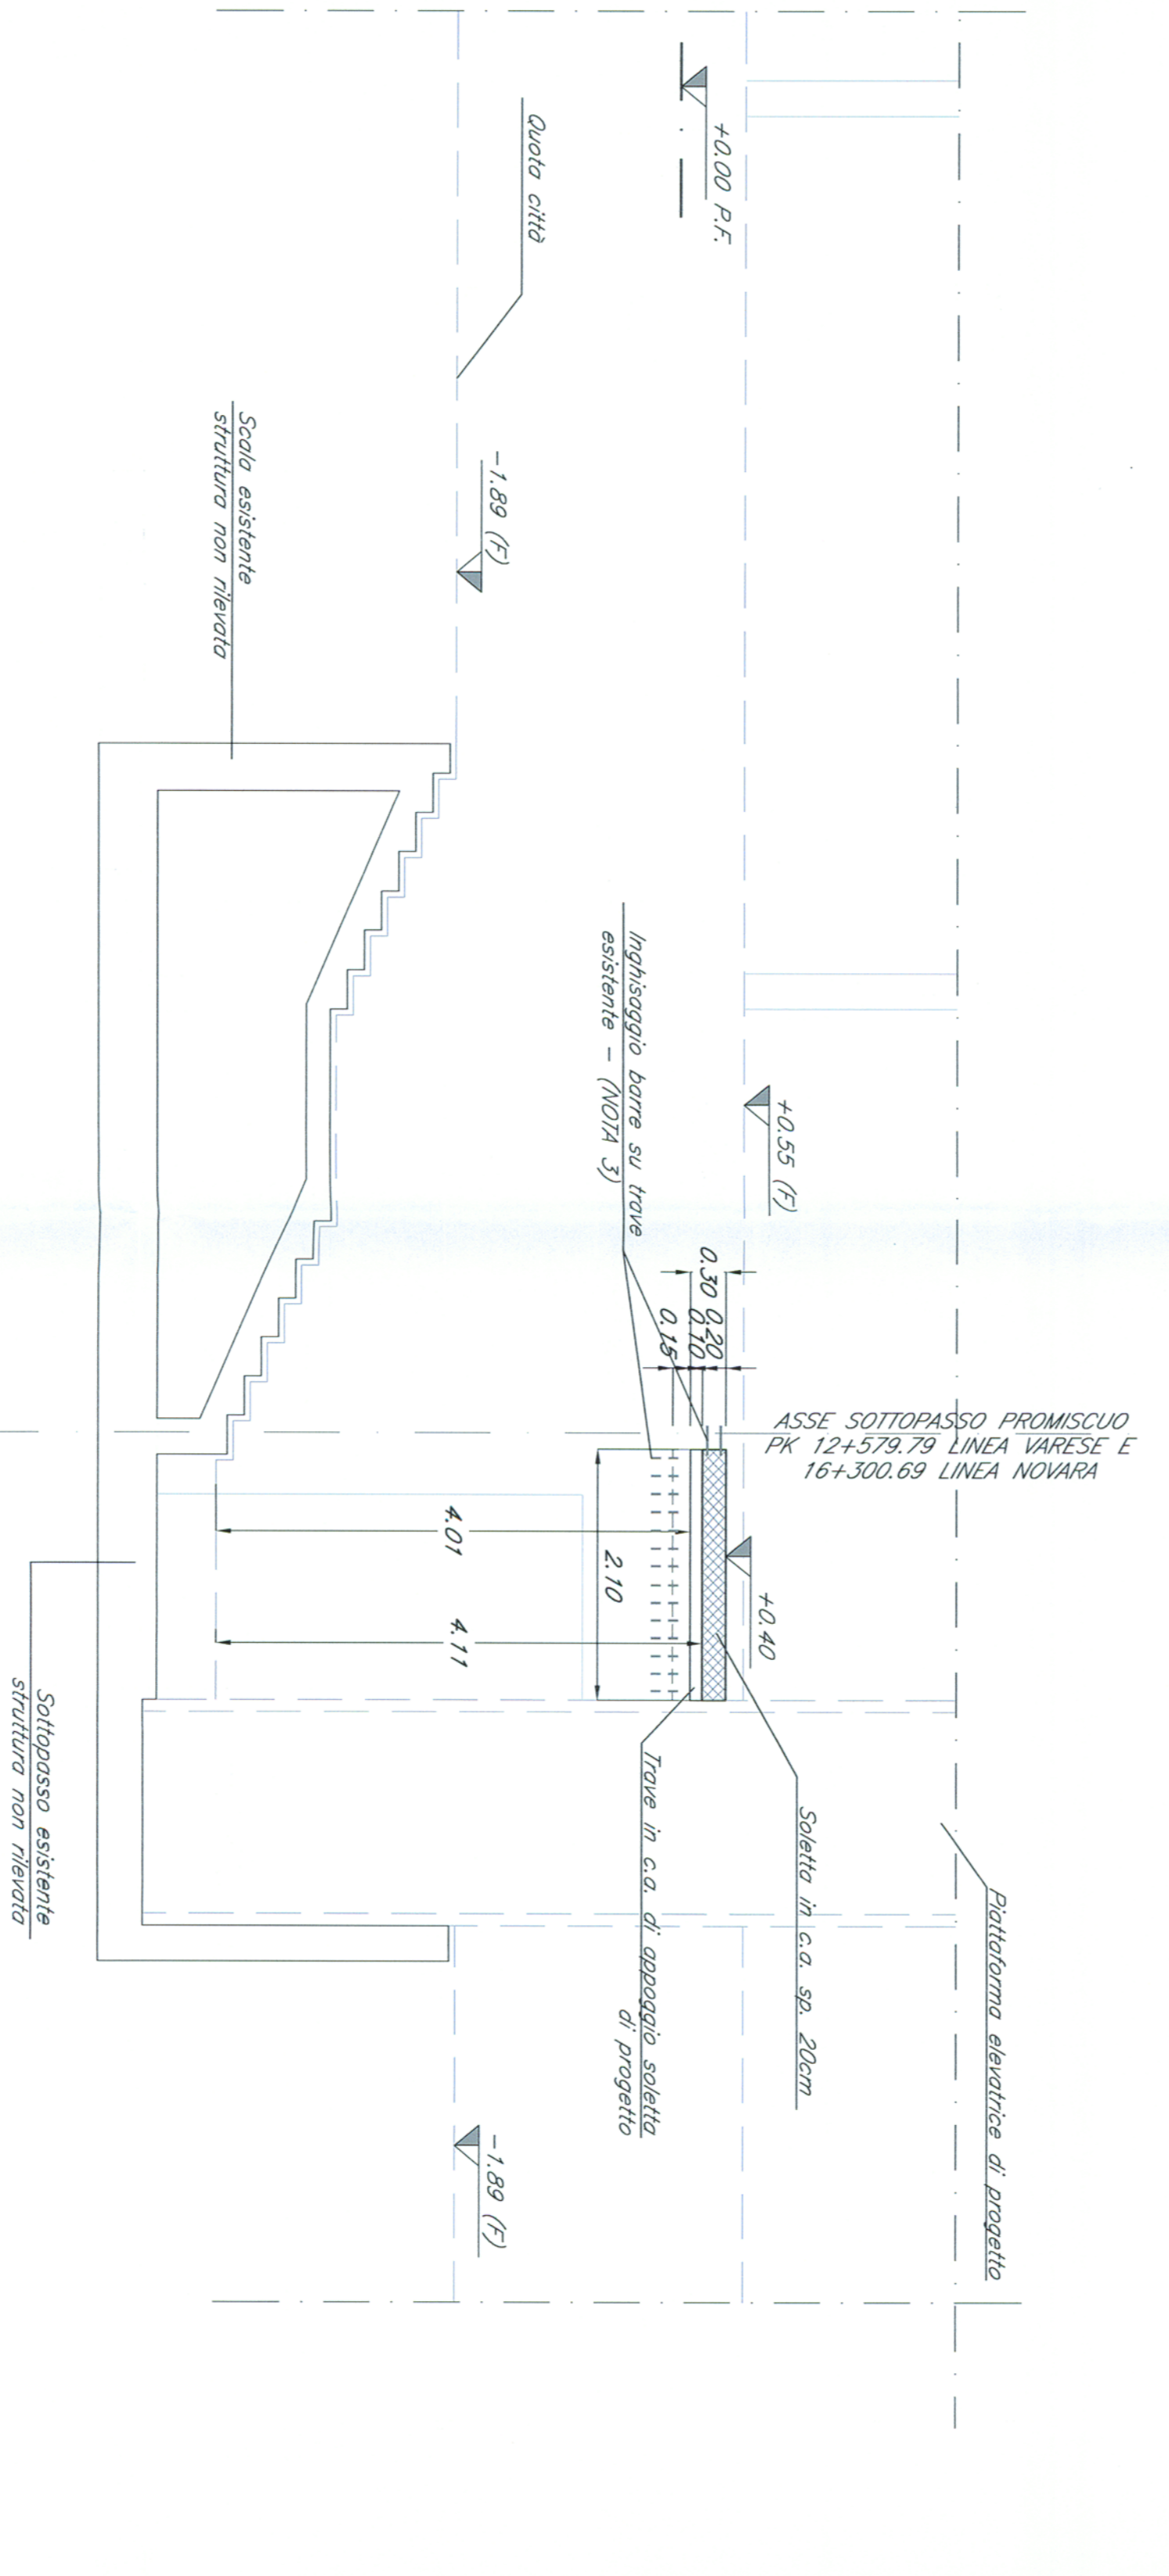 +0.00 P.F.
Quota città
-1.89 (F)
Scala esistente
struttura non rilevata
Inghisaggio barre su trave
esistente - (NOTA 3)
+0.55 (F)
0.30
0.20
0.10
0.15
ASSE SOTTOPASSO PROMISCUO
PK 12+579.79 LINEA VARESE E
16+300.69 LINEA NOVARA
+0.40
4.01
2.10
4.11
Piattaforma elevatrice di progetto
Soletta in c.a. sp. 20cm
Trave in c.a. di appoggio soletta
di progetto
Sottopasso esistente
struttura non rilevata
-1.89 (F)